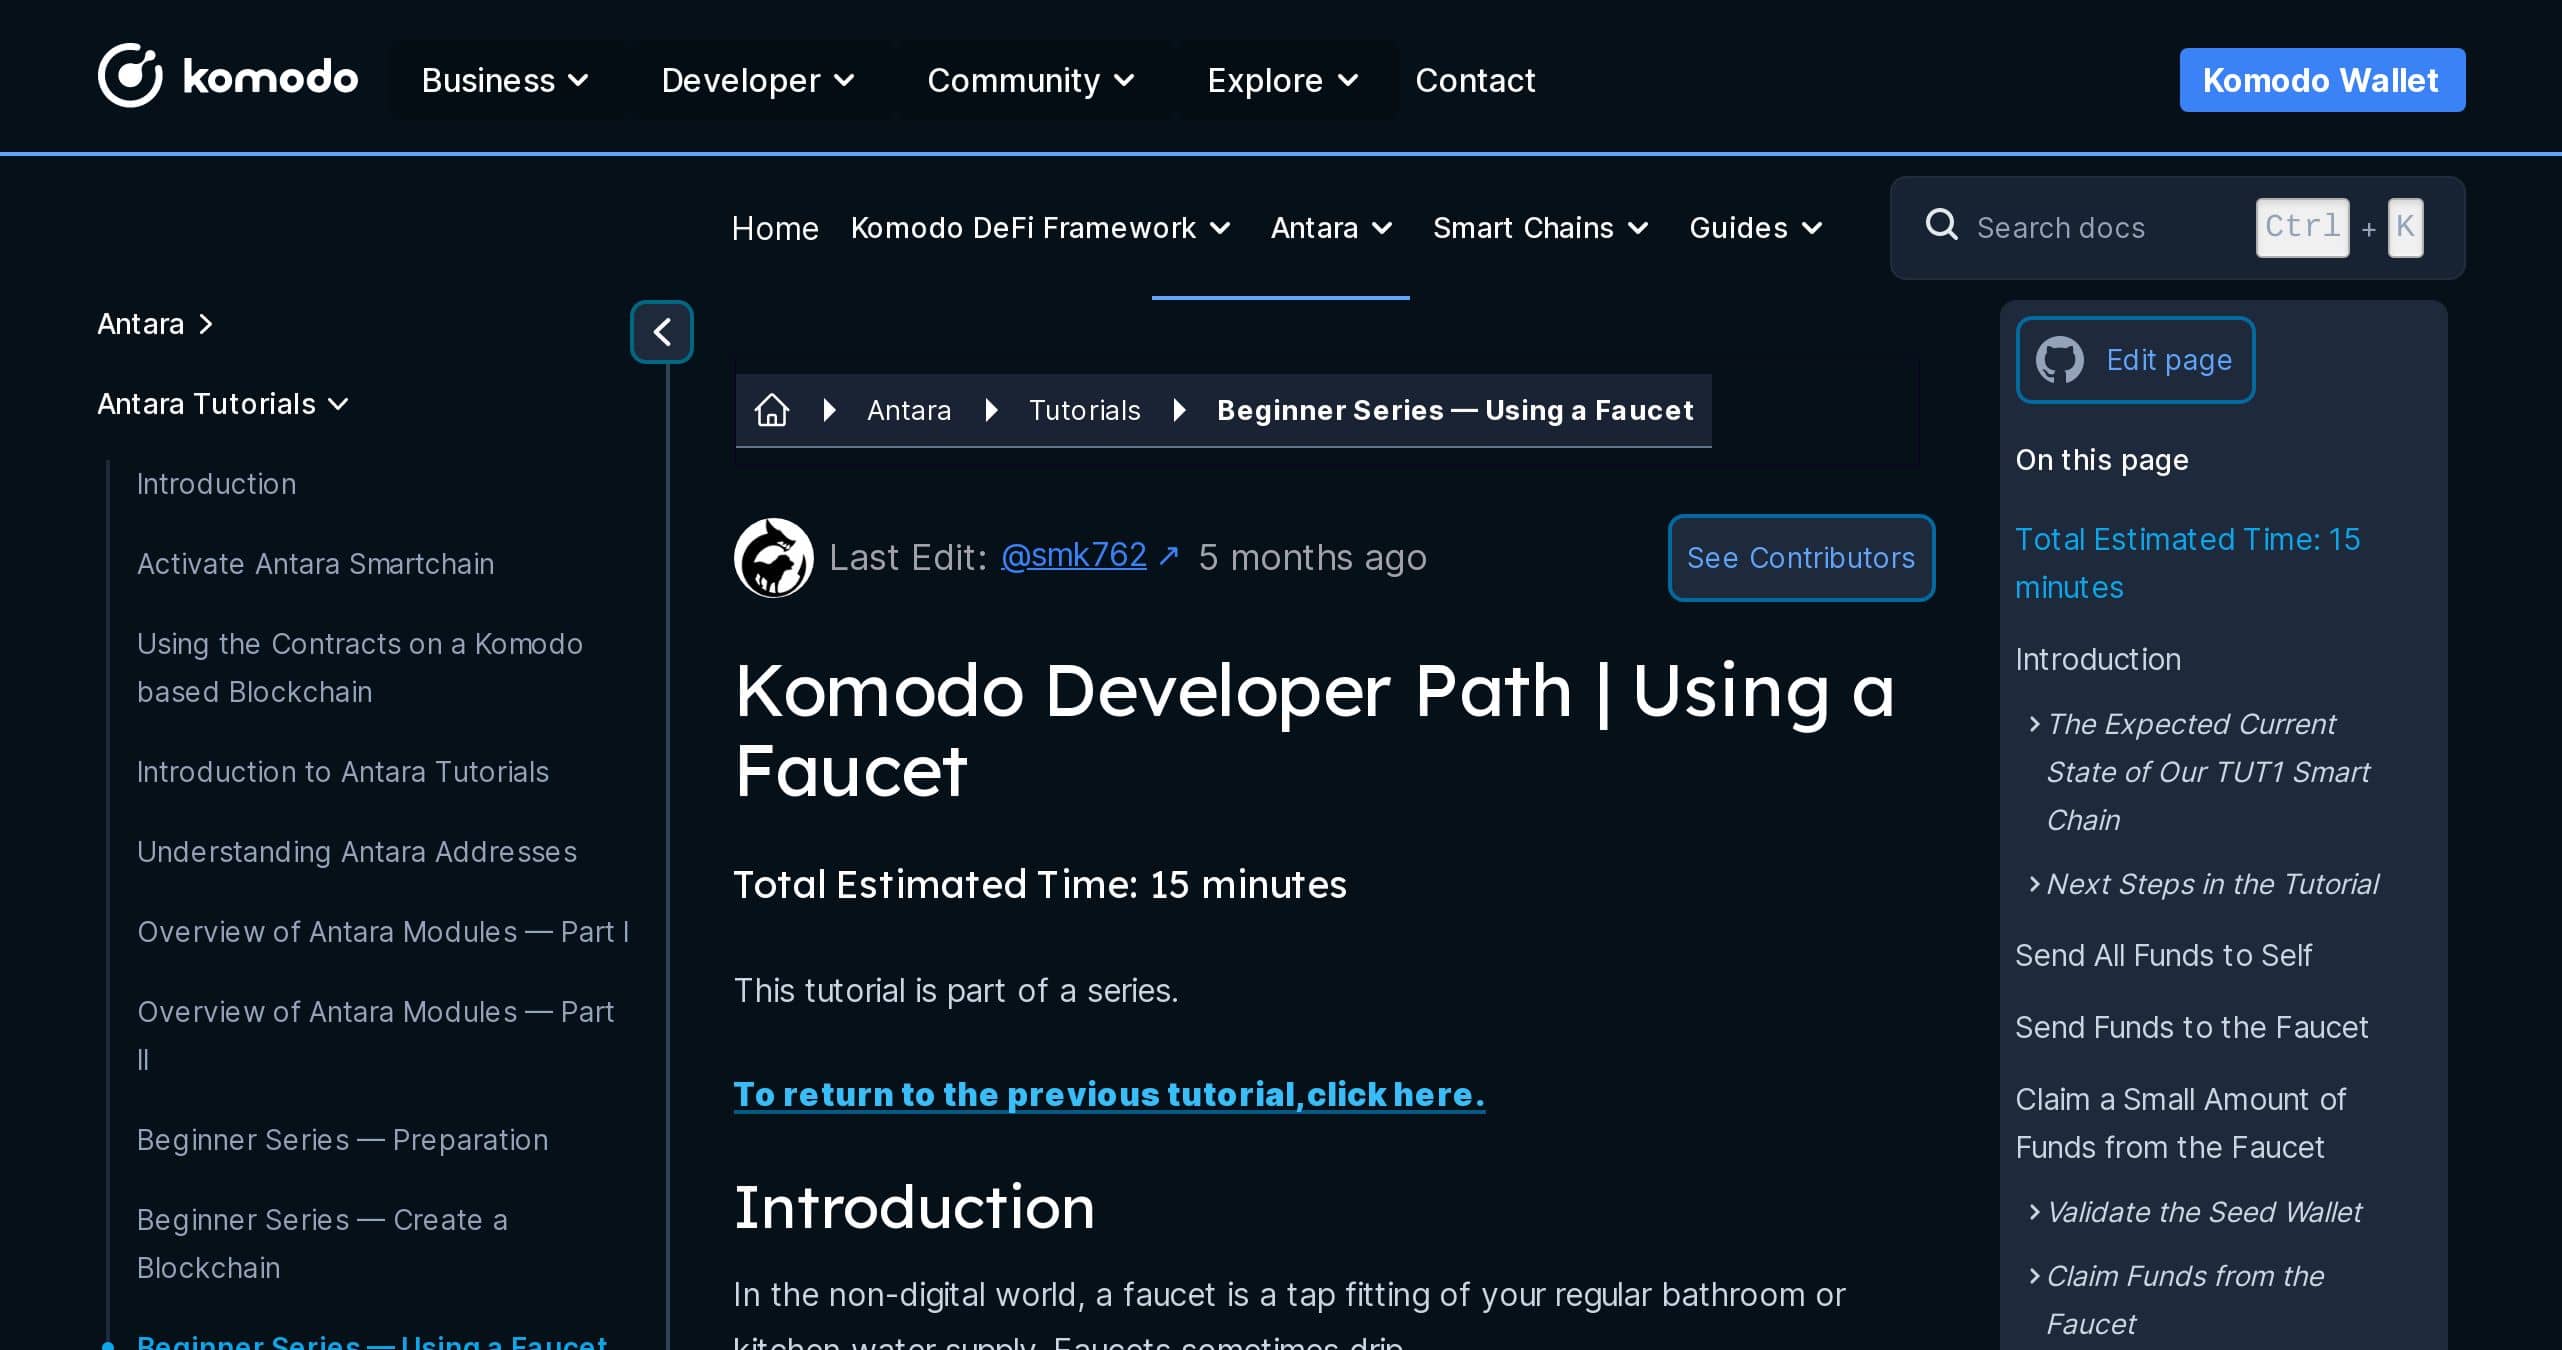 komodo Business Developer Community Explore Contact Komodo Wallet
Home Komodo DeFi Framework Antara Smart Chains Guides Search docs Ctrl + K
Antara
Antara Tutorials
Introduction
Activate Antara Smartchain
Using the Contracts on a Komodo
based Blockchain
Introduction to Antara Tutorials
Understanding Antara Addresses
Overview of Antara Modules — Part I
Overview of Antara Modules — Part
II
Beginner Series — Preparation
Beginner Series — Create a
Blockchain
Beginner Series — Using a Faucet
Antara Tutorials Beginner Series — Using a Faucet
Last Edit: @smk762 ↗ 5 months ago See Contributors
Komodo Developer Path | Using a
Faucet
Total Estimated Time: 15 minutes
This tutorial is part of a series.
To return to the previous tutorial,click here.
Introduction
In the non-digital world, a faucet is a tap fitting of your regular bathroom or
kitchen water supply. Faucets sometimes drip.
Edit page
On this page
Total Estimated Time: 15
minutes
Introduction
The Expected Current
State of Our TUT1 Smart
Chain
Next Steps in the Tutorial
Send All Funds to Self
Send Funds to the Faucet
Claim a Small Amount of
Funds from the Faucet
Validate the Seed Wallet
Claim Funds from the
Faucet